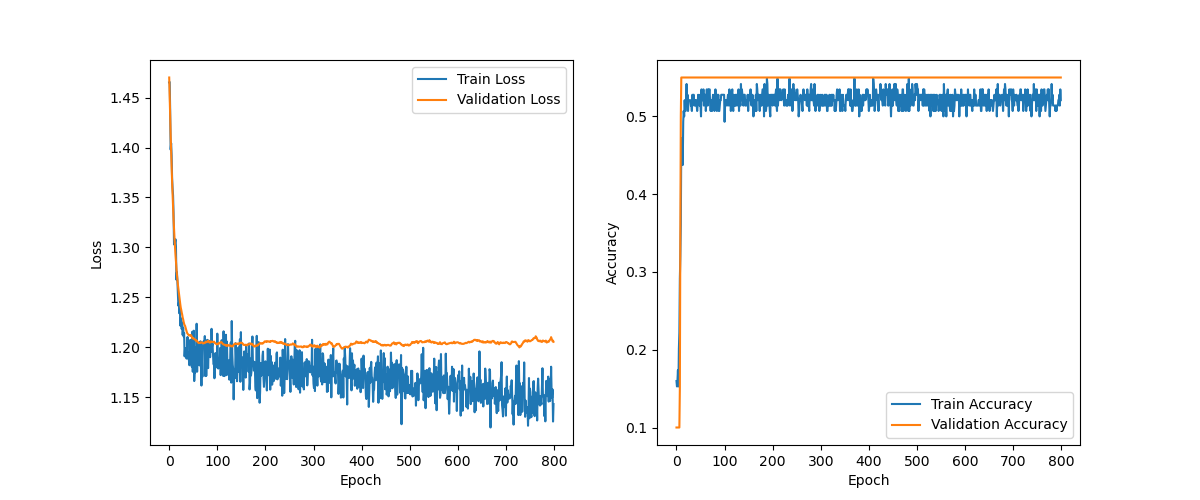 Train Loss
Validation Loss
1.45
1.40
1.35
1.30
1.25
1.20
1.15
Loss
0 100 200 300 400 500 600 700 800
Epoch
0.5
0.4
0.3
0.2
0.1
Accuracy
Train Accuracy
Validation Accuracy
0 100 200 300 400 500 600 700 800
Epoch